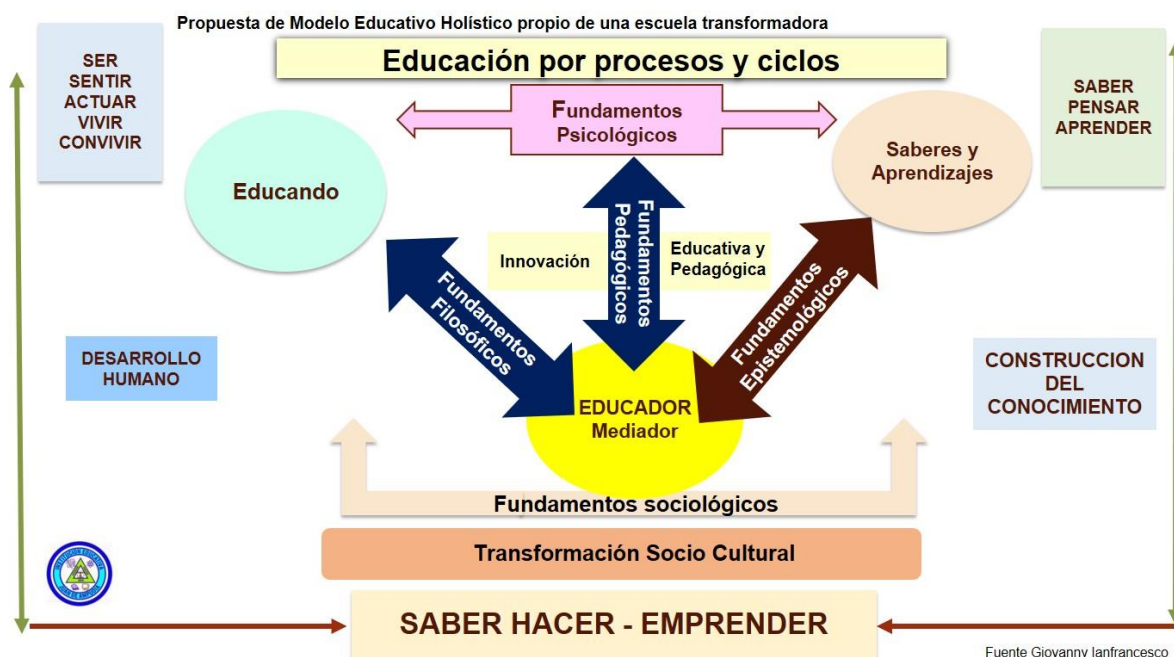 Propuesta de Modelo Educativo Holístico propio de una escuela transformadora
Educación por procesos y ciclos
SER
SENTIR
ACTUAR
VIVIR
CONVIVIR
Fundamentos
Psicológicos
SABER
PENSAR
APRENDER
Educando
Saberes y
Aprendizajes
Innovación
Fundamentos
Pedagógicos
Educativa y
Pedagógica
Fundamentos
Filosóficos
Fundamentos
Epistemológicos
DESARROLLO
HUMANO
EDUCADOR
Mediador
CONSTRUCCION
DEL
CONOCIMIENTO
Fundamentos sociológicos
Transformación Socio Cultural
INSTITUCIÓN EDUCATIVA
SABER HACER - EMPRENDER
Fuente Giovanny Ianfrancesco